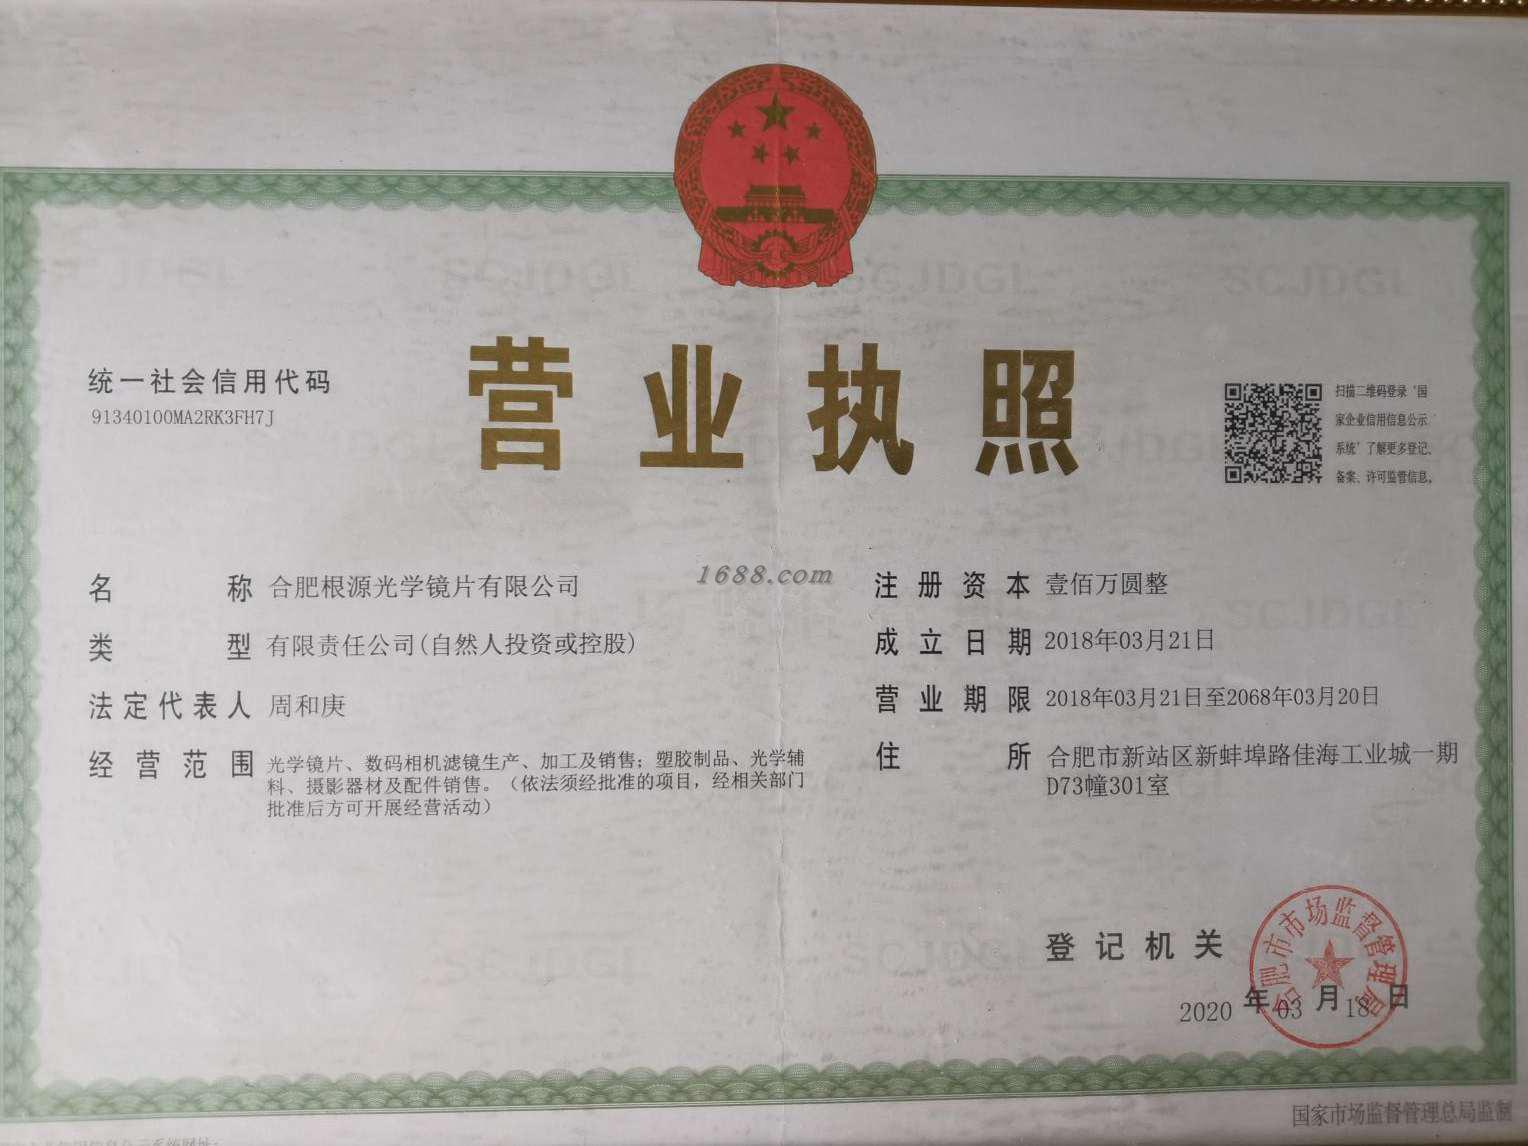 营业执照
统一社会信用代码
91340100MA2RK3FH7J
扫描二维码登录‘国
家企业信用信息公示
系统’了解更多登记、
备案、许可监管信息。
1688.com
名称 合肥根源光学镜片有限公司
类型 有限责任公司(自然人投资或控股)
法定代表人 周和庚
经营范围 光学镜片、数码相机滤镜生产、加工及销售；塑胶制品、光学辅
料、摄影器材及配件销售。（依法须经批准的项目，经相关部门
批准后方可开展经营活动）
注册资本 壹佰万圆整
成立日期 2018年03月21日
营业期限 2018年03月21日至2068年03月20日
住所 合肥市新站区新蚌埠路佳海工业城一期
D73幢301室
登记机关
合肥市市场监督管理局
2020 年 03 月 18 日
国家市场监督管理总局监制